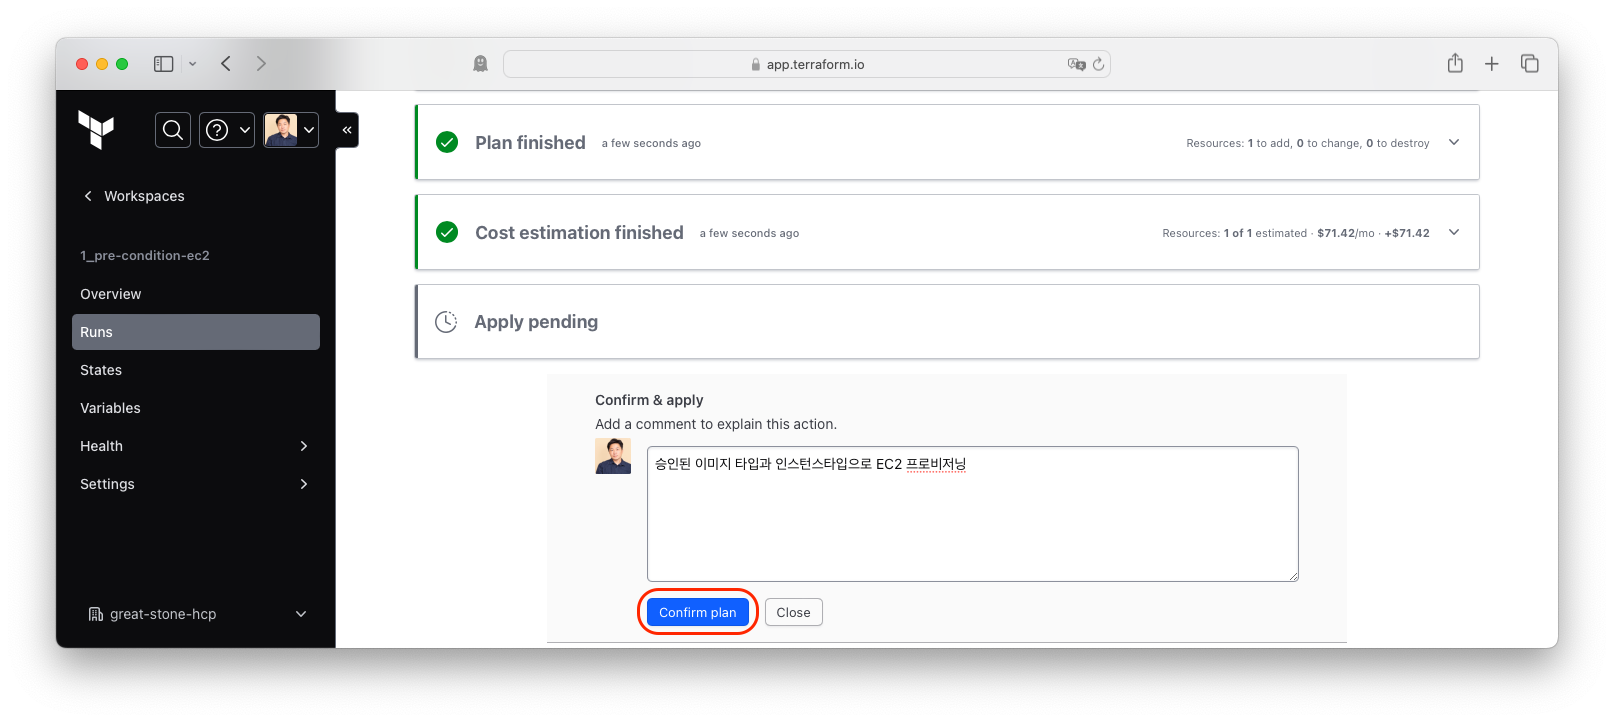 app.terraform.io
Workspaces
1_pre-condition-ec2
Overview
Runs
States
Variables
Health
Settings
great-stone-hcp
Plan finished a few seconds ago Resources: 1 to add, 0 to change, 0 to destroy
Cost estimation finished a few seconds ago Resources: 1 of 1 estimated · $71.42/mo · +$71.42
Apply pending
Confirm & apply
Add a comment to explain this action.
승인된 이미지 타입과 인스턴스타입으로 EC2 프로비저닝
Confirm plan Close